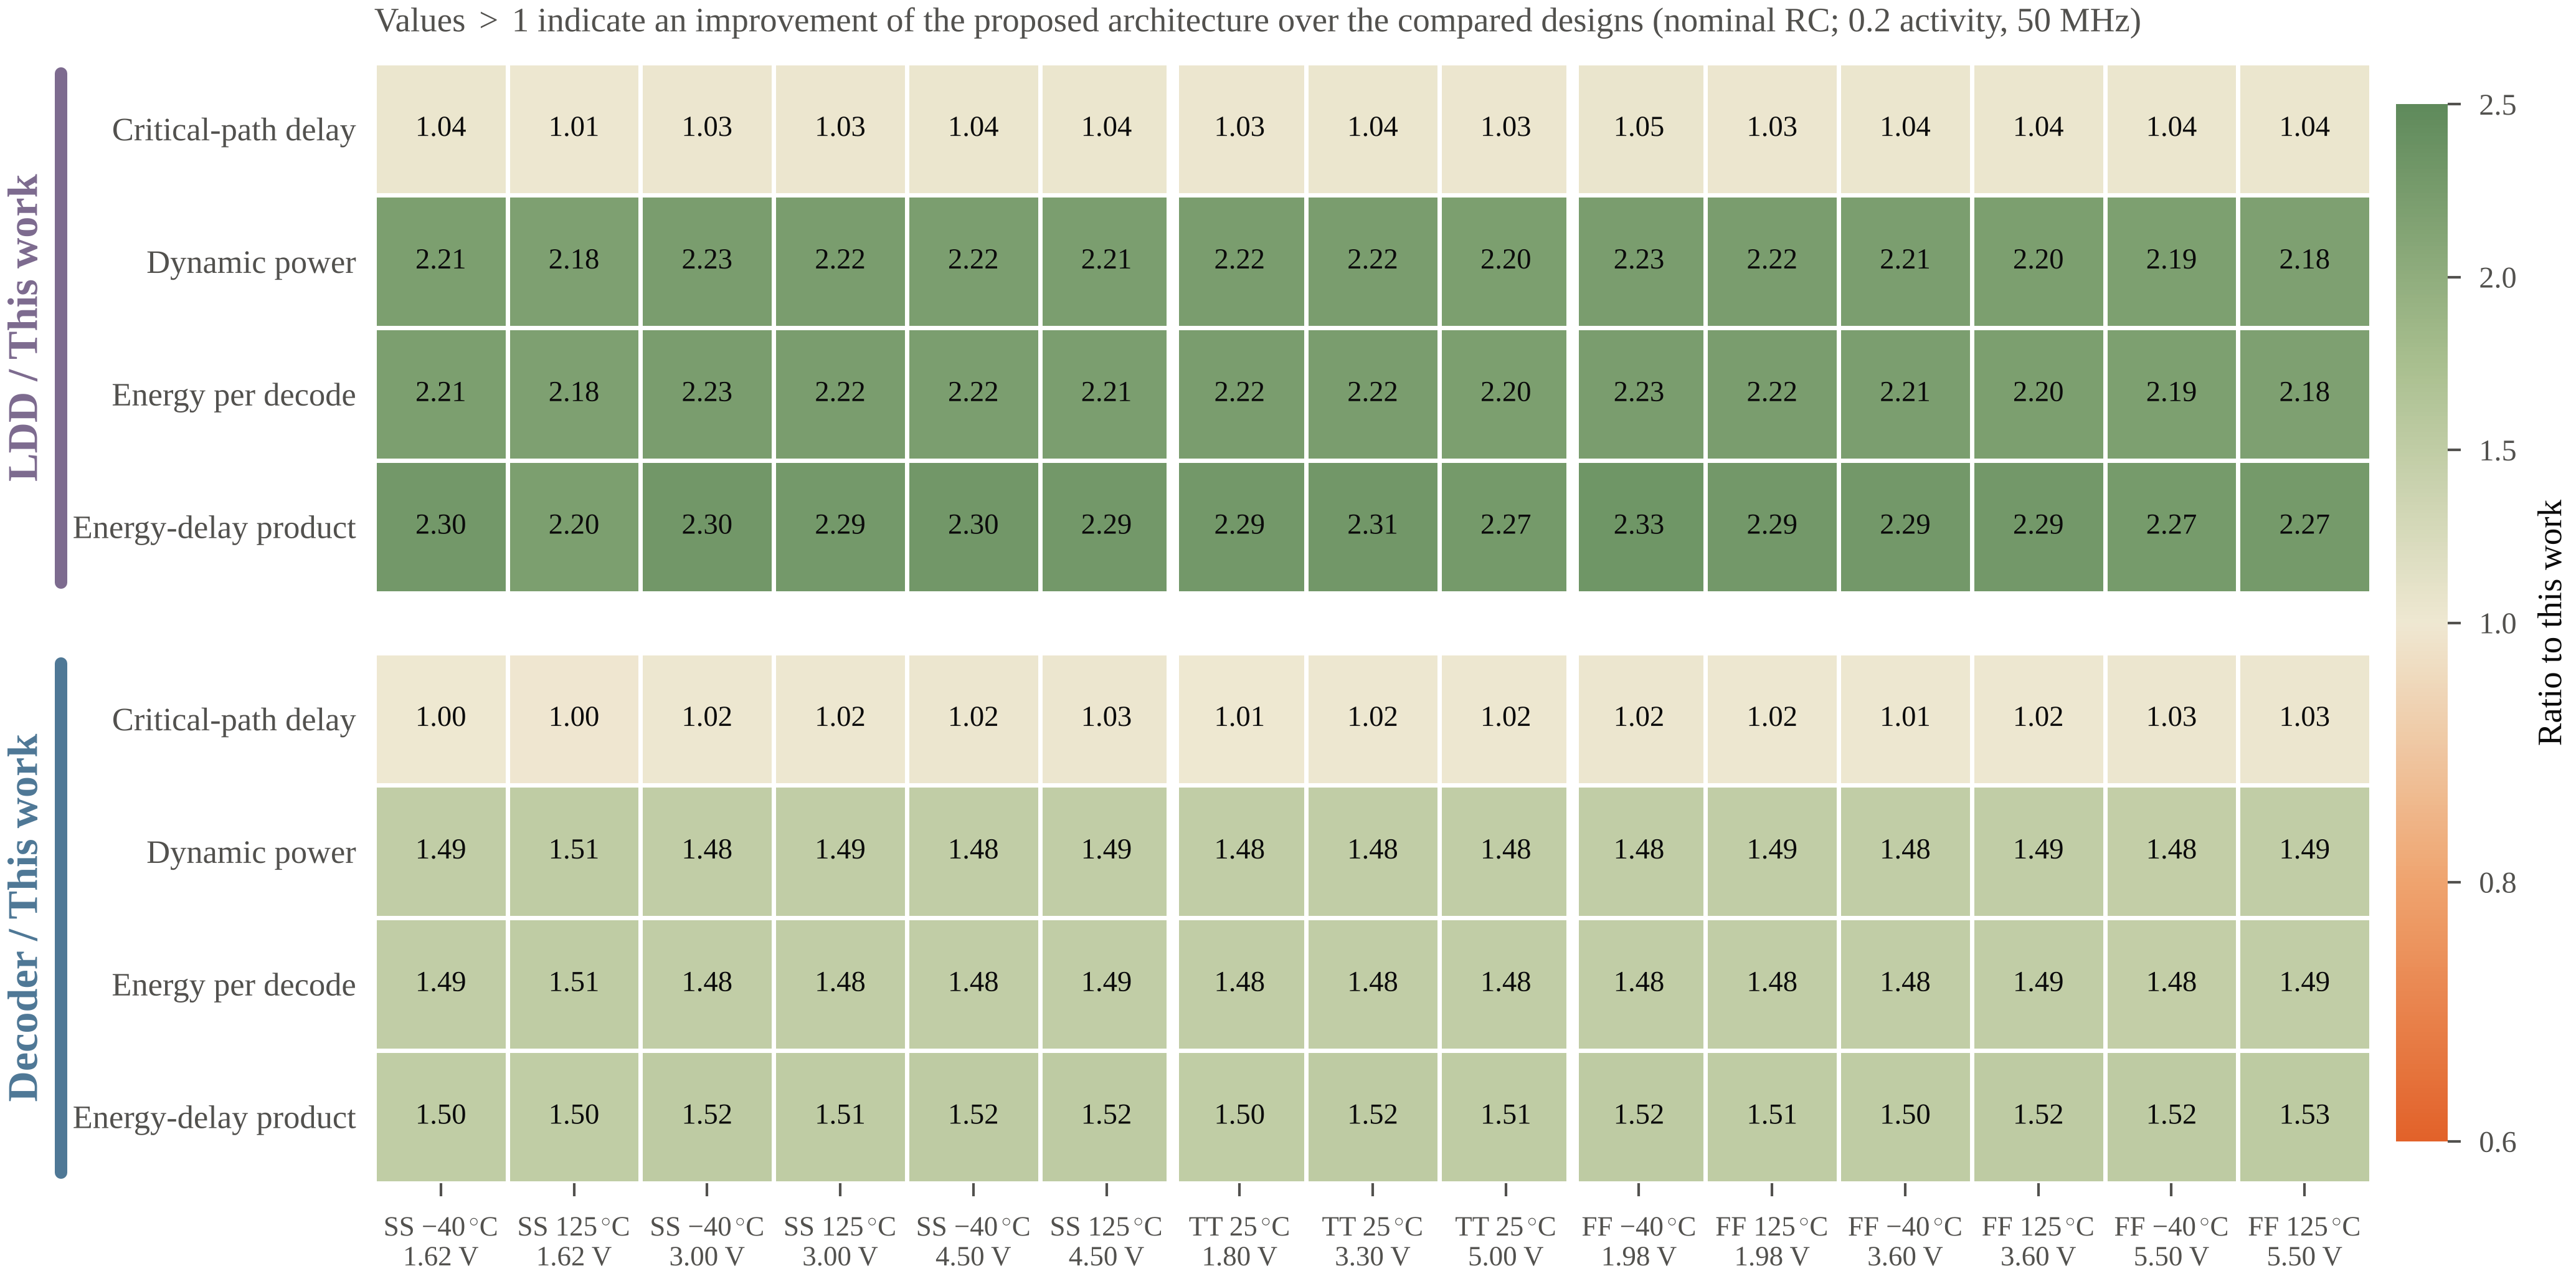 Values > 1 indicate an improvement of the proposed architecture over the compared designs (nominal RC; 0.2 activity, 50 MHz)
LDD / This work
Critical-path delay 1.04 1.01 1.03 1.03 1.04 1.04 1.03 1.04 1.03 1.05 1.03 1.04 1.04 1.04 1.04
Dynamic power 2.21 2.18 2.23 2.22 2.22 2.21 2.22 2.22 2.20 2.23 2.22 2.21 2.20 2.19 2.18
Energy per decode 2.21 2.18 2.23 2.22 2.22 2.21 2.22 2.22 2.20 2.23 2.22 2.21 2.20 2.19 2.18
Energy-delay product 2.30 2.20 2.30 2.29 2.30 2.29 2.29 2.31 2.27 2.33 2.29 2.29 2.29 2.27 2.27
Decoder / This work
Critical-path delay 1.00 1.00 1.02 1.02 1.02 1.03 1.01 1.02 1.02 1.02 1.02 1.01 1.02 1.03 1.03
Dynamic power 1.49 1.51 1.48 1.49 1.48 1.49 1.48 1.48 1.48 1.48 1.49 1.48 1.49 1.48 1.49
Energy per decode 1.49 1.51 1.48 1.48 1.48 1.49 1.48 1.48 1.48 1.48 1.48 1.48 1.49 1.48 1.49
Energy-delay product 1.50 1.50 1.52 1.51 1.52 1.52 1.50 1.52 1.51 1.52 1.51 1.50 1.52 1.52 1.53
SS −40°C SS 125°C SS −40°C SS 125°C SS −40°C SS 125°C TT 25°C TT 25°C TT 25°C FF −40°C FF 125°C FF −40°C FF 125°C FF −40°C FF 125°C
1.62 V 1.62 V 3.00 V 3.00 V 4.50 V 4.50 V 1.80 V 3.30 V 5.00 V 1.98 V 1.98 V 3.60 V 3.60 V 5.50 V 5.50 V
2.5
2.0
1.5
1.0
0.8
0.6
Ratio to this work